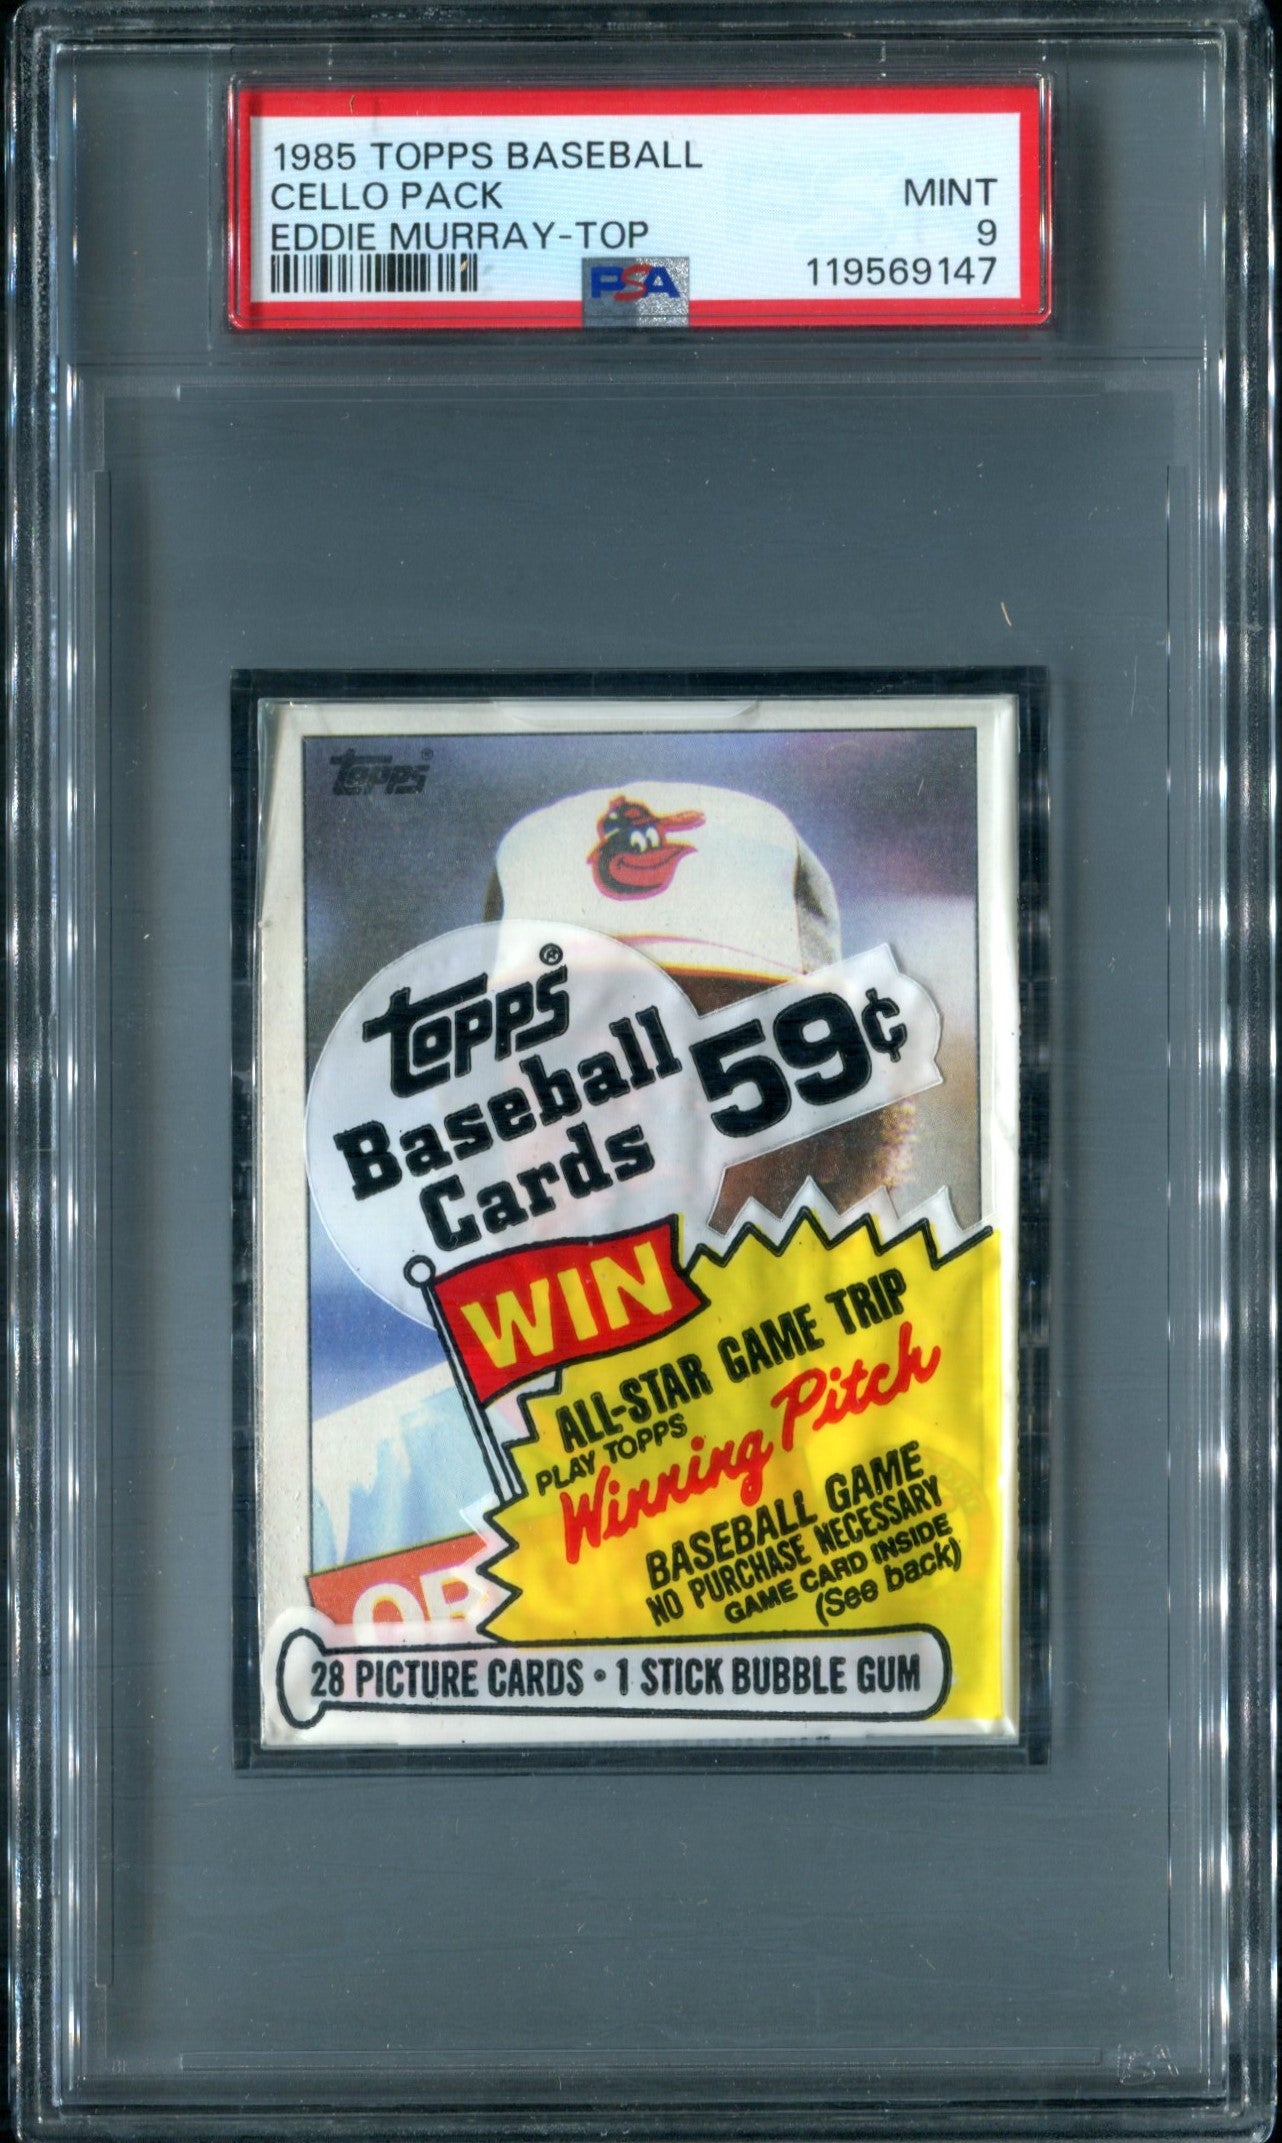 1985 TOPPS BASEBALL
CELLO PACK
MINT
EDDIE MURRAY-TOP
9
PSA
119569147
topps®
topps®
Baseball
Cards
59¢
WIN
ALL-STAR GAME TRIP
PLAY TOPPS
Winning Pitch
BASEBALL GAME
NO PURCHASE NECESSARY
GAME CARD INSIDE
(See back)
OR
28 PICTURE CARDS • 1 STICK BUBBLE GUM